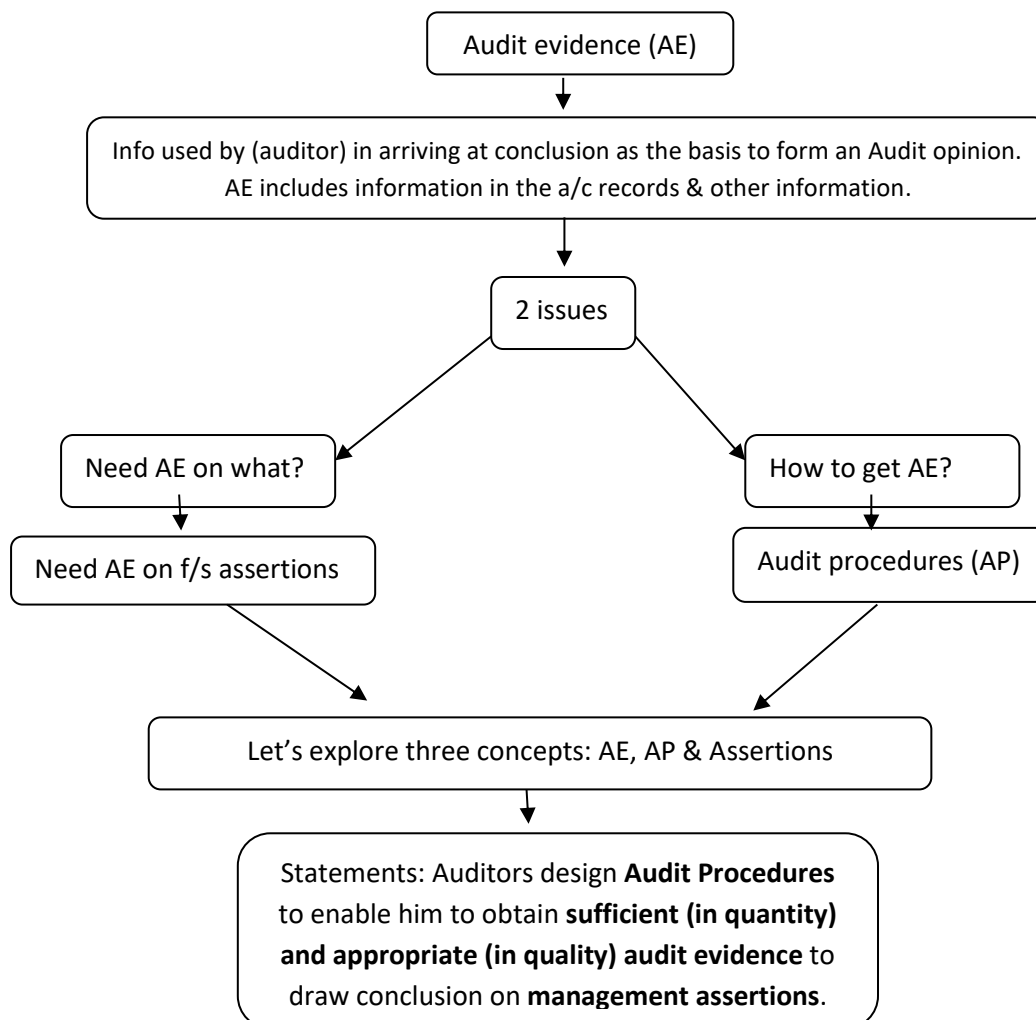 Audit evidence (AE)
Info used by (auditor) in arriving at conclusion as the basis to form an Audit opinion.
AE includes information in the a/c records & other information.
2 issues
Need AE on what?
How to get AE?
Need AE on f/s assertions
Audit procedures (AP)
Let’s explore three concepts: AE, AP & Assertions
Statements: Auditors design Audit Procedures
to enable him to obtain sufficient (in quantity)
and appropriate (in quality) audit evidence to
draw conclusion on management assertions.